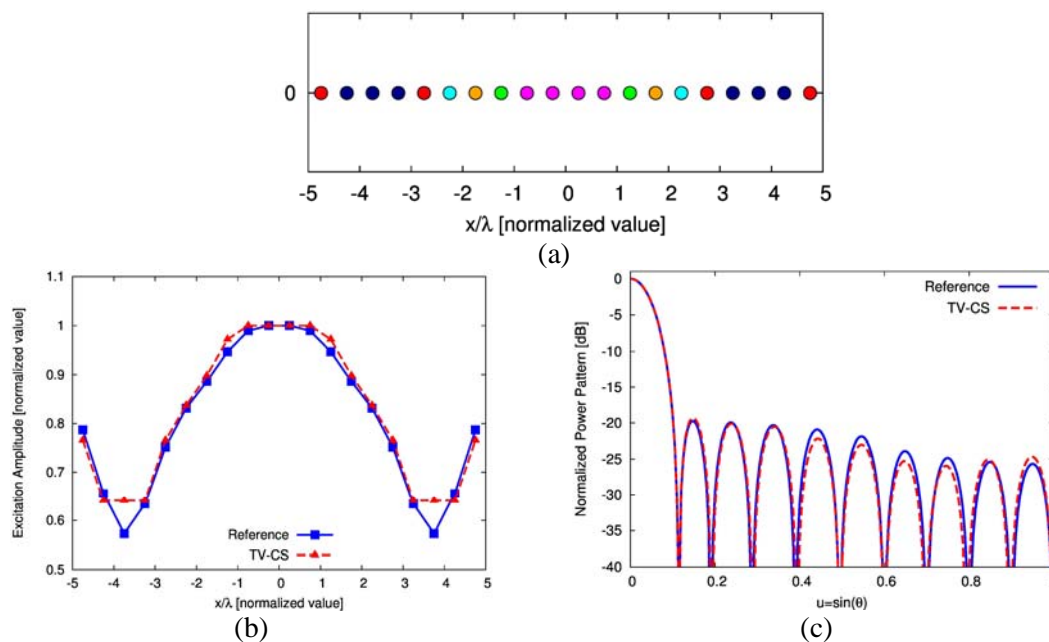 0
-5 -4 -3 -2 -1 0 1 2 3 4 5
x/λ [normalized value]
(a)
Excitation Amplitude [normalized value]
1.1
1
0.9
0.8
0.7
0.6
0.5
Reference
TV-CS
-5 -4 -3 -2 -1 0 1 2 3 4 5
x/λ [normalized value]
(b)
Normalized Power Pattern [dB]
0
-5
-10
-15
-20
-25
-30
-35
-40
Reference
TV-CS
0 0.2 0.4 0.6 0.8
u=sin(θ)
(c)